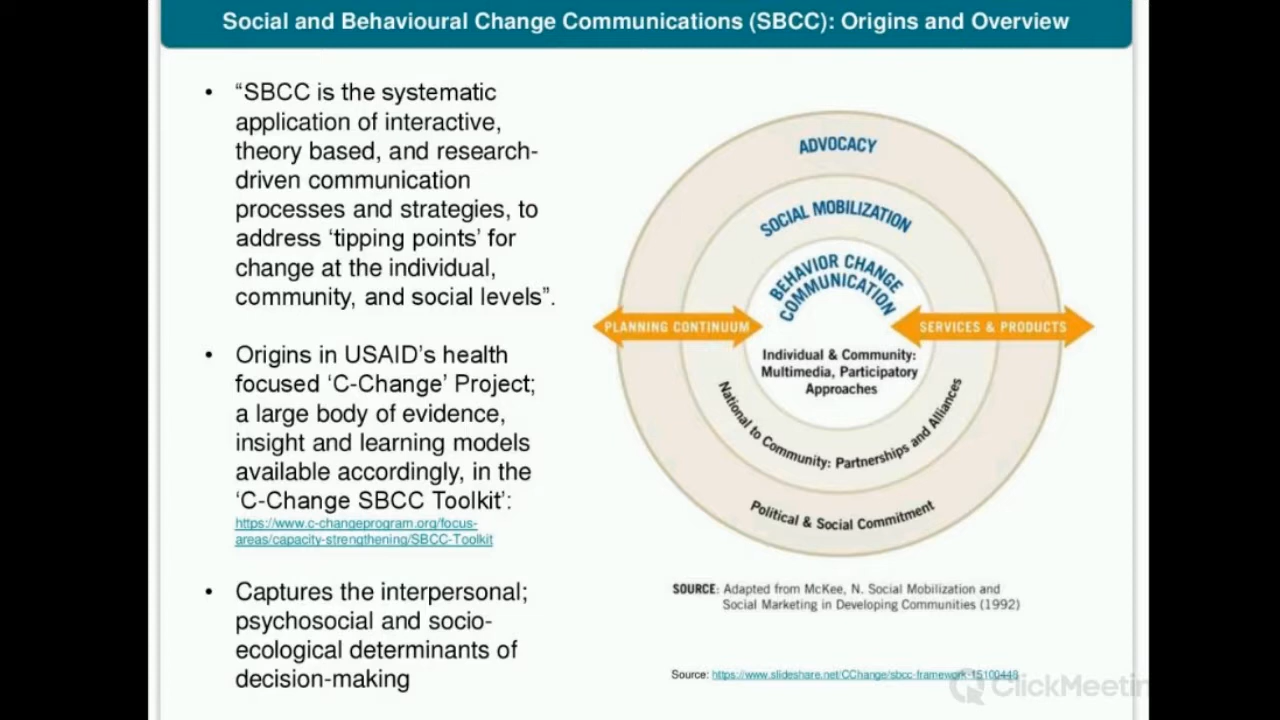 Social and Behavioural Change Communications (SBCC): Origins and Overview
• “SBCC is the systematic
application of interactive,
theory based, and research-
driven communication
processes and strategies, to
address ‘tipping points’ for
change at the individual,
community, and social levels”.
• Origins in USAID’s health
focused ‘C-Change’ Project;
a large body of evidence,
insight and learning models
available accordingly, in the
‘C-Change SBCC Toolkit’:
https://www.c-changeprogram.org/focus-
areas/capacity-strengthening/SBCC-Toolkit
• Captures the interpersonal;
psychosocial and socio-
ecological determinants of
decision-making
ADVOCACY
SOCIAL MOBILIZATION
BEHAVIOR CHANGE
COMMUNICATION
PLANNING CONTINUUM
SERVICES & PRODUCTS
Individual & Community:
Multimedia, Participatory
Approaches
National to Community: Partnerships and Alliances
Political & Social Commitment
SOURCE: Adapted from McKee, N. Social Mobilization and
Social Marketing in Developing Communities (1992)
Source: https://www.slideshare.net/CChange/sbcc-framework-15100448
ClickMeetin